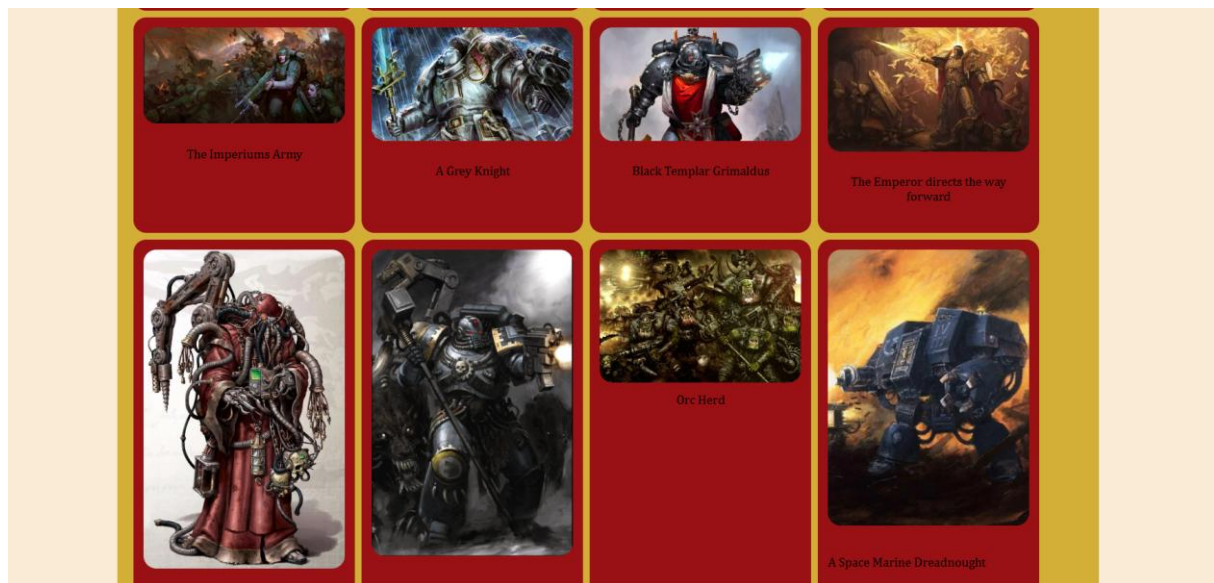 The Imperiums Army
A Grey Knight
Black Templar Grimaldus
The Emperor directs the way
forward
Orc Herd
A Space Marine Dreadnought